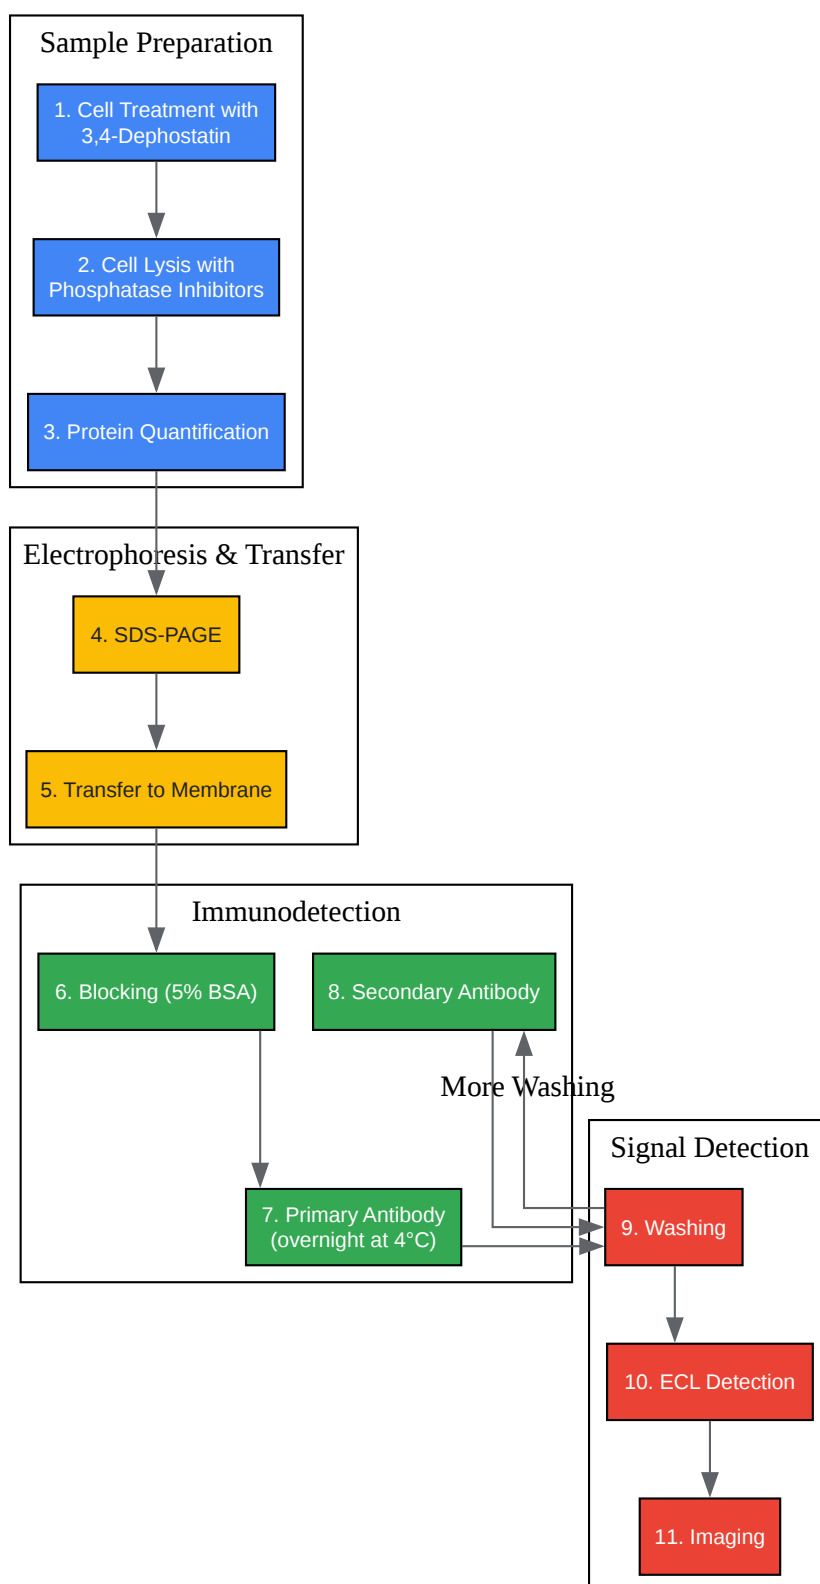 Sample Preparation
1. Cell Treatment with
3,4-Dephostatin
2. Cell Lysis with
Phosphatase Inhibitors
3. Protein Quantification
Electrophoresis & Transfer
4. SDS-PAGE
5. Transfer to Membrane
Immunodetection
6. Blocking (5% BSA)
8. Secondary Antibody
More Washing
Signal Detection
7. Primary Antibody
(overnight at 4°C)
9. Washing
10. ECL Detection
11. Imaging